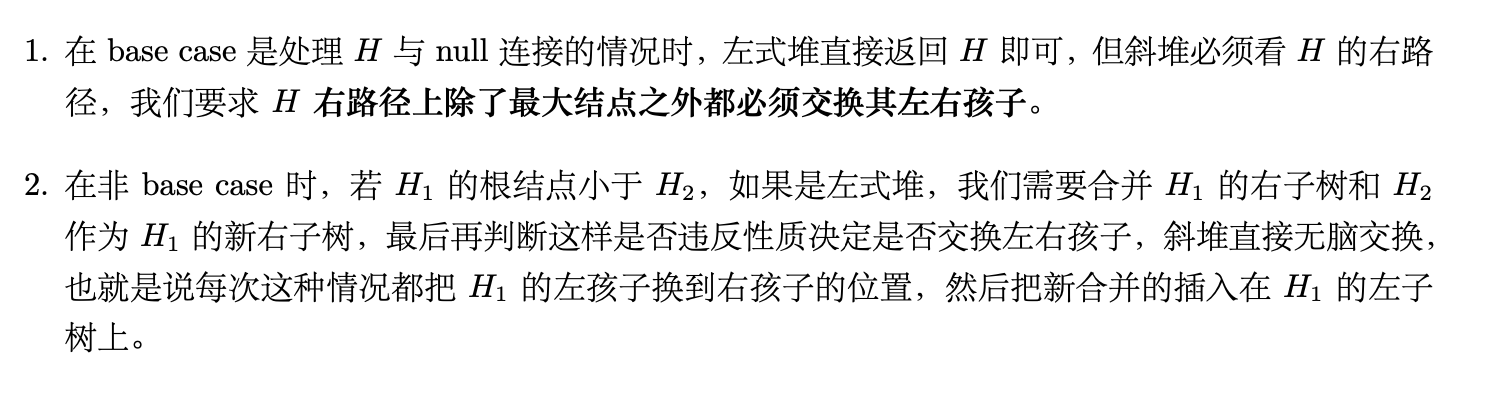 1. 在 base case 是处理 H 与 null 连接的情况时，左式堆直接返回 H 即可，但斜堆必须看 H 的右路
径，我们要求 H 右路径上除了最大结点之外都必须交换其左右孩子。
2. 在非 base case 时，若 H₁ 的根结点小于 H₂，如果是左式堆，我们需要合并 H₁ 的右子树和 H₂
作为 H₁ 的新右子树，最后再判断这样是否违反性质决定是否交换左右孩子，斜堆直接无脑交换，
也就是说每次这种情况都把 H₁ 的左孩子换到右孩子的位置，然后把新合并的插入在 H₁ 的左子
树上。